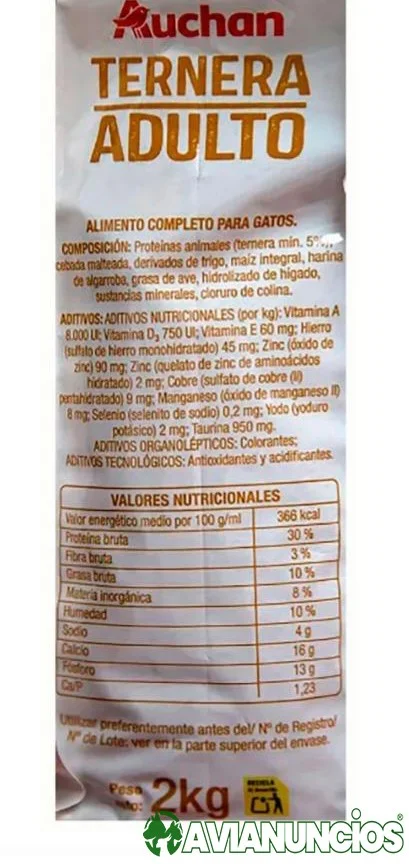 Auchan
TERNERA
ADULTO
ALIMENTO COMPLETO PARA GATOS.
COMPOSICIÓN: Proteínas animales (ternera mín. 5%),
cebada malteada, derivados de trigo, maíz integral, harina
de algarroba, grasa de ave, hidrolizado de hígado,
sustancias minerales, cloruro de colina.
ADITIVOS: ADITIVOS NUTRICIONALES (por kg): Vitamina A
8.000 UI; Vitamina D₃ 750 UI; Vitamina E 60 mg; Hierro
(sulfato de hierro monohidratado) 45 mg; Zinc (óxido de
zinc) 90 mg; Zinc (quelato de zinc de aminoácidos
hidratado) 2 mg; Cobre (sulfato de cobre (II)
pentahidratado) 9 mg; Manganeso (óxido de manganeso II)
8 mg; Selenio (selenito de sodio) 0,2 mg; Yodo (yoduro
potásico) 2 mg; Taurina 950 mg.
ADITIVOS ORGANOLÉPTICOS: Colorantes;
ADITIVOS TECNOLÓGICOS: Antioxidantes y acidificantes.
VALORES NUTRICIONALES
Valor energético medio por 100 g/ml 366 kcal
Proteína bruta 30 %
Fibra bruta 3 %
Grasa bruta 10 %
Materia inorgánica 8 %
Humedad 10 %
Sodio 4 g
Calcio 16 g
Fósforo 13 g
Ca/P 1,23
Utilizar preferentemente antes del/ Nº de Registro/
Nº de Lote: ver en la parte superior del envase.
Peso
neto: 2kg
RECICLA
AVIANUNCIOS®